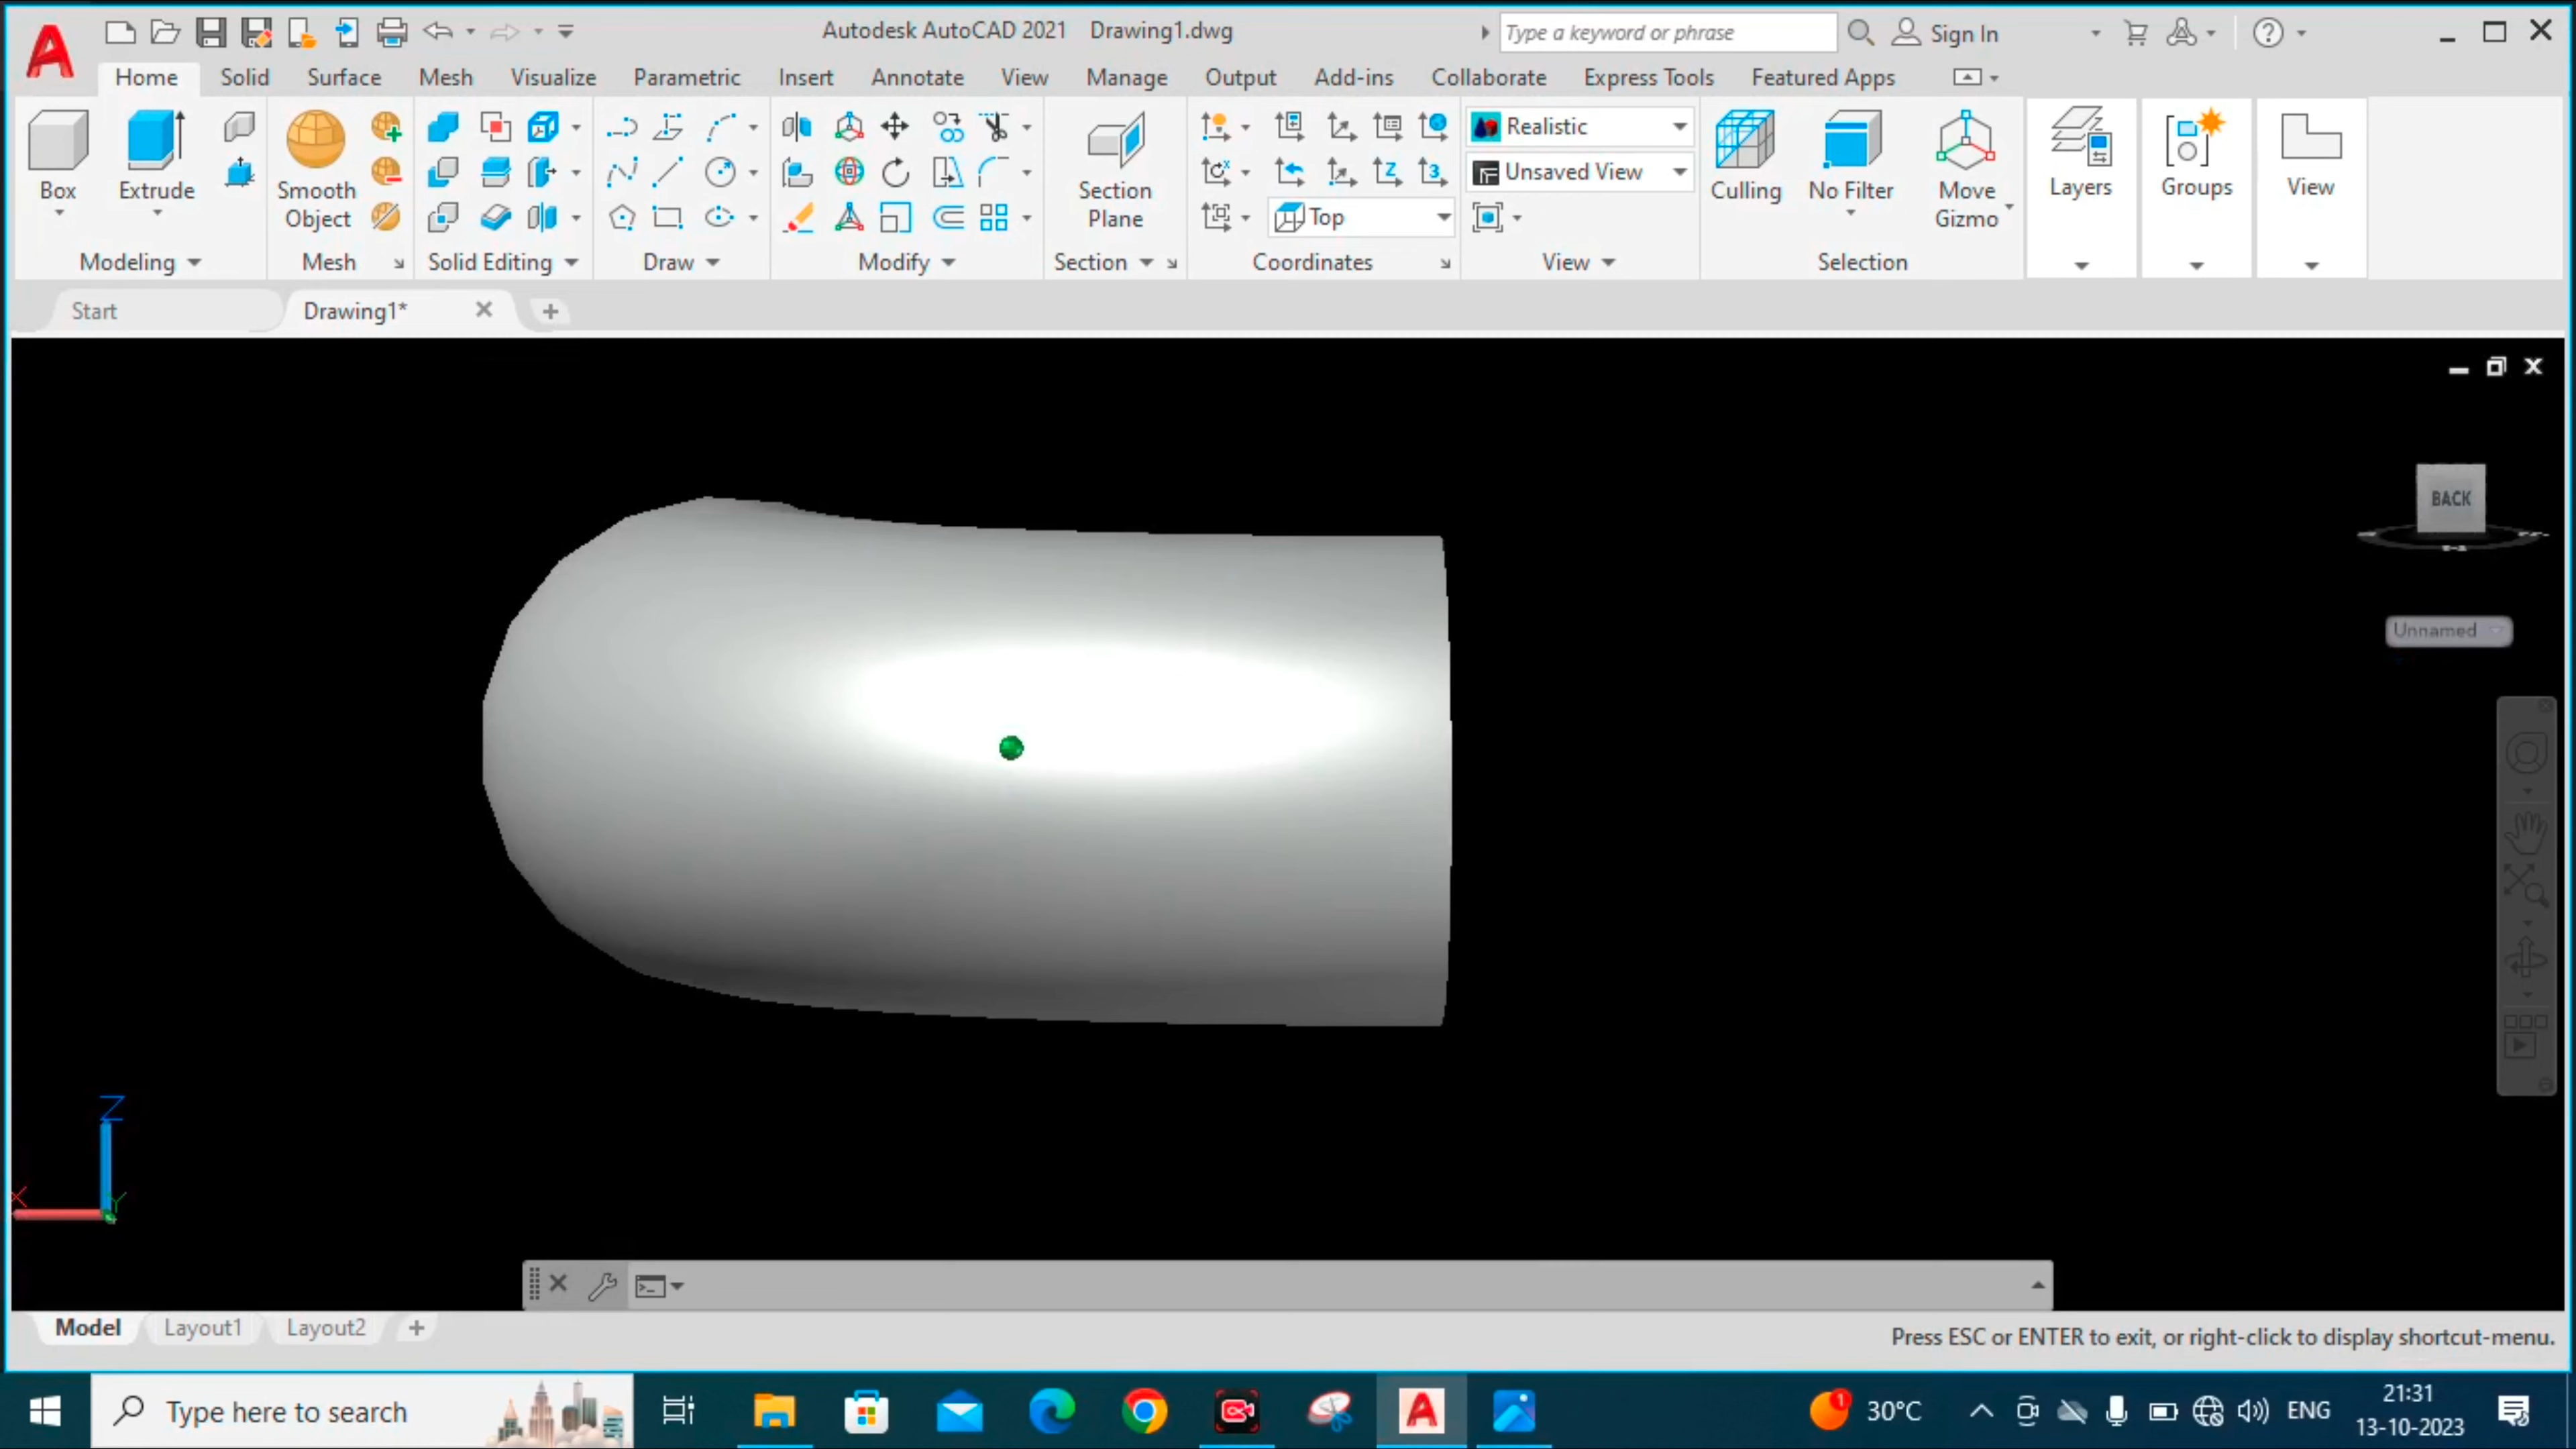 Autodesk AutoCAD 2021 Drawing1.dwg
Type a keyword or phrase
Sign In
Home Solid Surface Mesh Visualize Parametric Insert Annotate View Manage Output Add-ins Collaborate Express Tools Featured Apps
Box
Extrude
Smooth Object
Section Plane
Realistic
Unsaved View
Top
Culling
No Filter
Move Gizmo
Layers
Groups
View
Modeling Mesh Solid Editing Draw Modify Section Coordinates View Selection
Start
Drawing1*
BACK
Unnamed
Z
X
Y
Model Layout1 Layout2
Press ESC or ENTER to exit, or right-click to display shortcut-menu.
Type here to search
1
30°C
ENG
21:31
13-10-2023